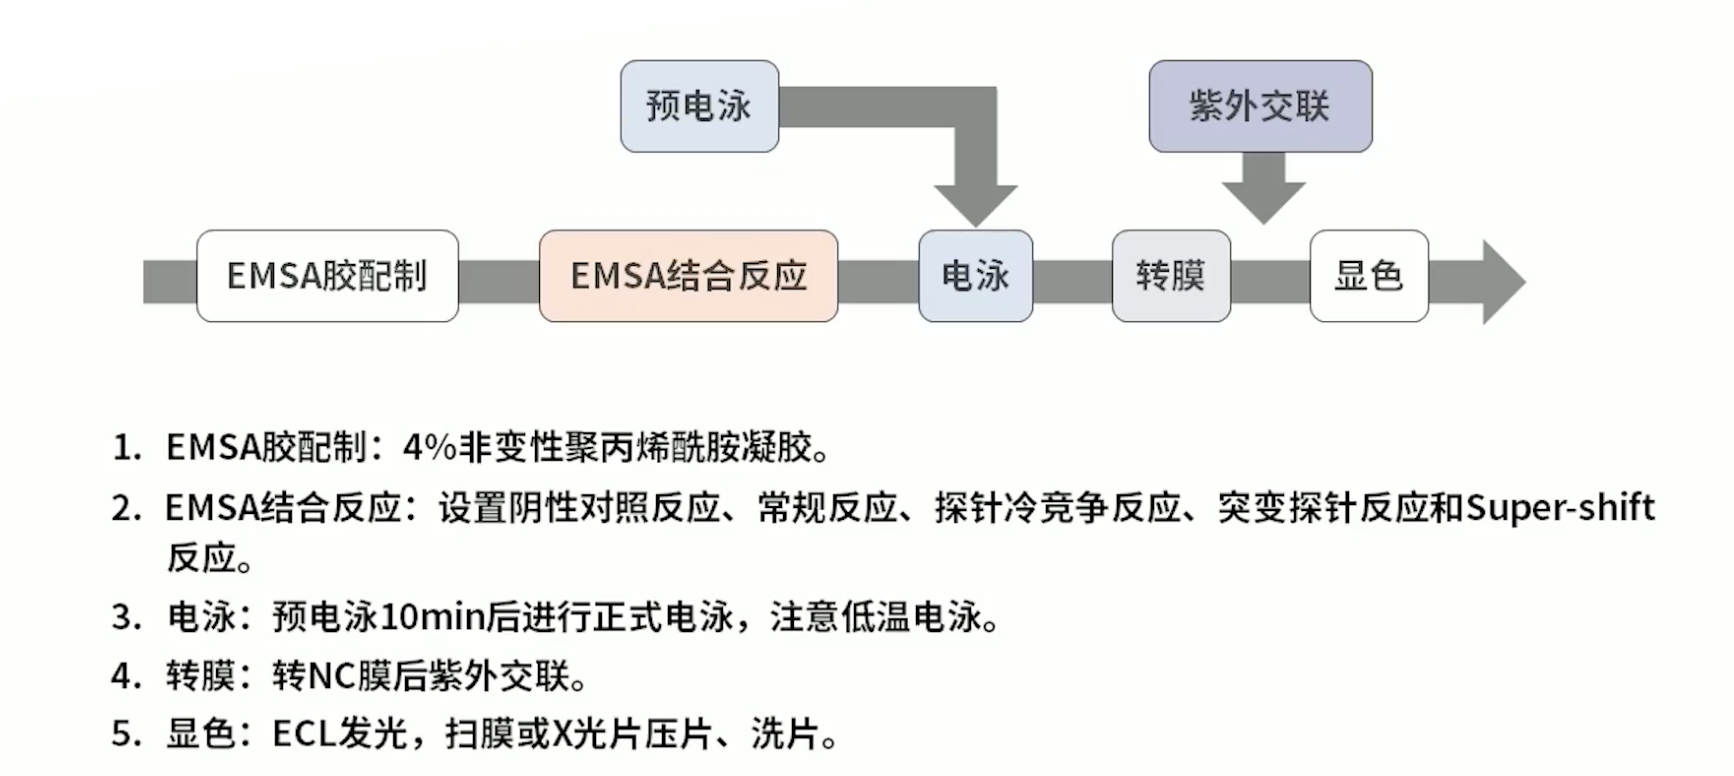 预电泳
紫外交联
EMSA胶配制
EMSA结合反应
电泳
转膜
显色
1. EMSA胶配制：4%非变性聚丙烯酰胺凝胶。
2. EMSA结合反应：设置阴性对照反应、常规反应、探针冷竞争反应、突变探针反应和Super-shift
反应。
3. 电泳：预电泳10min后进行正式电泳，注意低温电泳。
4. 转膜：转NC膜后紫外交联。
5. 显色：ECL发光，扫膜或X光片压片、洗片。